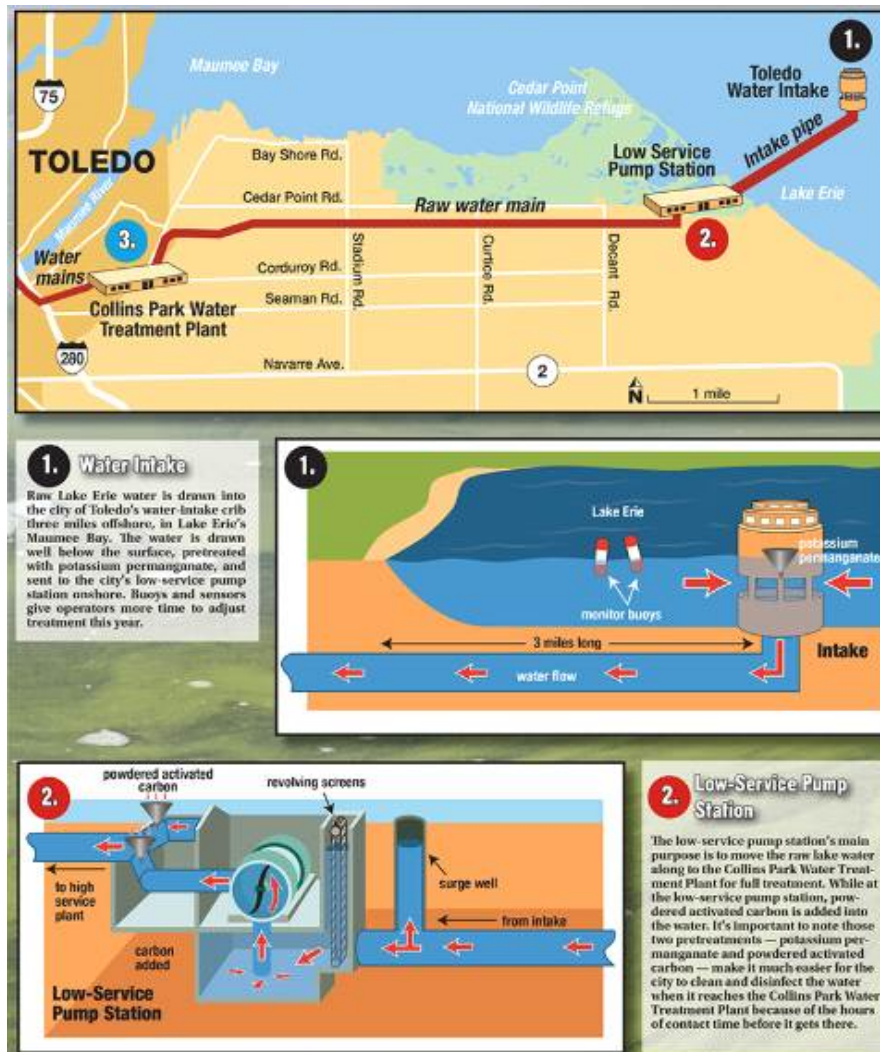 1.
Maumee Bay
75
Cedar Point
National Wildlife Refuge
Toledo
Water Intake
TOLEDO
Bay Shore Rd.
Low Service
Pump Station
Intake pipe
Maumee River
Cedar Point Rd.
Raw water main
Lake Erie
3.
2.
Water
mains
Stadium Rd.
Curtice Rd.
Decant Rd.
Corduroy Rd.
Collins Park Water
Treatment Plant
Seaman Rd.
280
Navarre Ave.
2
N
1 mile
1. Water Intake
Raw Lake Erie water is drawn into
the city of Toledo's water-intake crib
three miles offshore, in Lake Erie's
Maumee Bay. The water is drawn
well below the surface, pretreated
with potassium permanganate, and
sent to the city's low-service pump
station onshore. Buoys and sensors
give operators more time to adjust
treatment this year.
1.
Lake Erie
potassium
permanganate
monitor buoys
3 miles long
Intake
water flow
2.
powdered activated
carbon
revolving screens
surge well
to high
service
plant
from intake
carbon
added
Low-Service
Pump Station
2. Low-Service Pump
Station
The low-service pump station's main
purpose is to move the raw lake water
along to the Collins Park Water Treat-
ment Plant for full treatment. While at
the low-service pump station, pow-
dered activated carbon is added into
the water. It's important to note those
two pretreatments — potassium per-
manganate and powdered activated
carbon — make it much easier for the
city to clean and disinfect the water
when it reaches the Collins Park Water
Treatment Plant because of the hours
of contact time before it gets there.